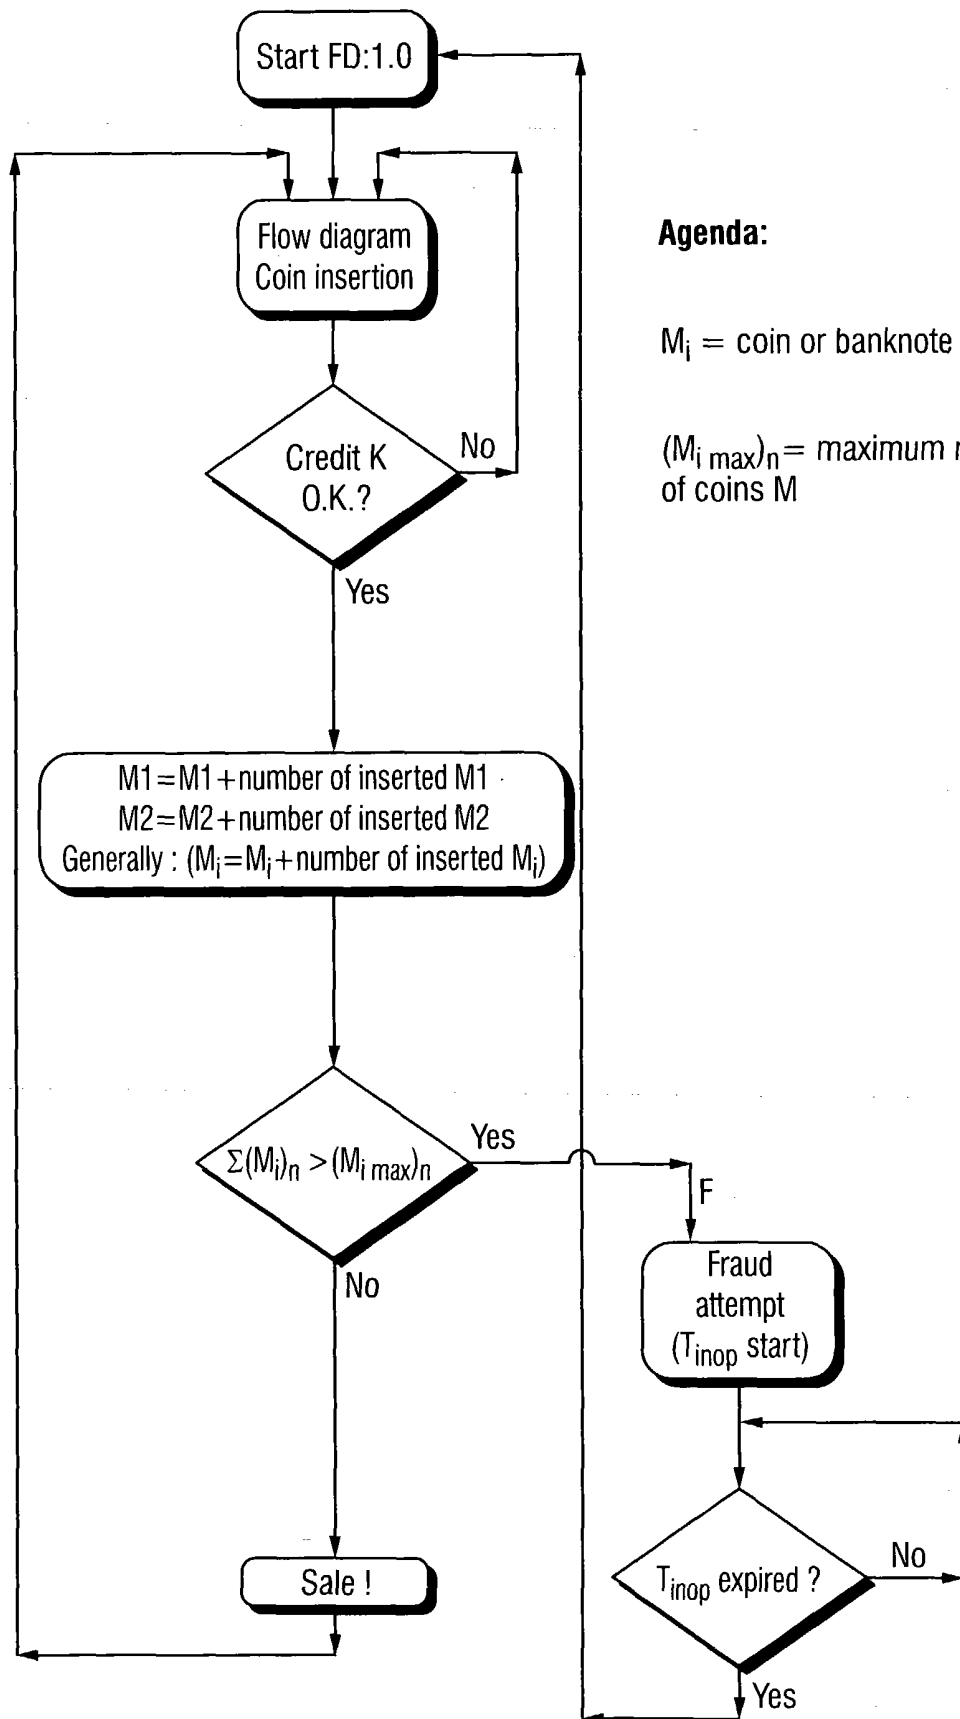 Start FD:1.0
Flow diagram
Coin insertion
Credit K
O.K.?
No
Yes
M1=M1+number of inserted M1
M2=M2+number of inserted M2
Generally : (Mi=Mi+number of inserted Mi)
Σ(Mi)n >(Mi max)n
Yes
No
F
Fraud
attempt
(Tinop start)
Tinop expired ?
No
Yes
Sale !
Agenda:
Mi = coin or banknote
(Mi max)n= maximum
of coins M